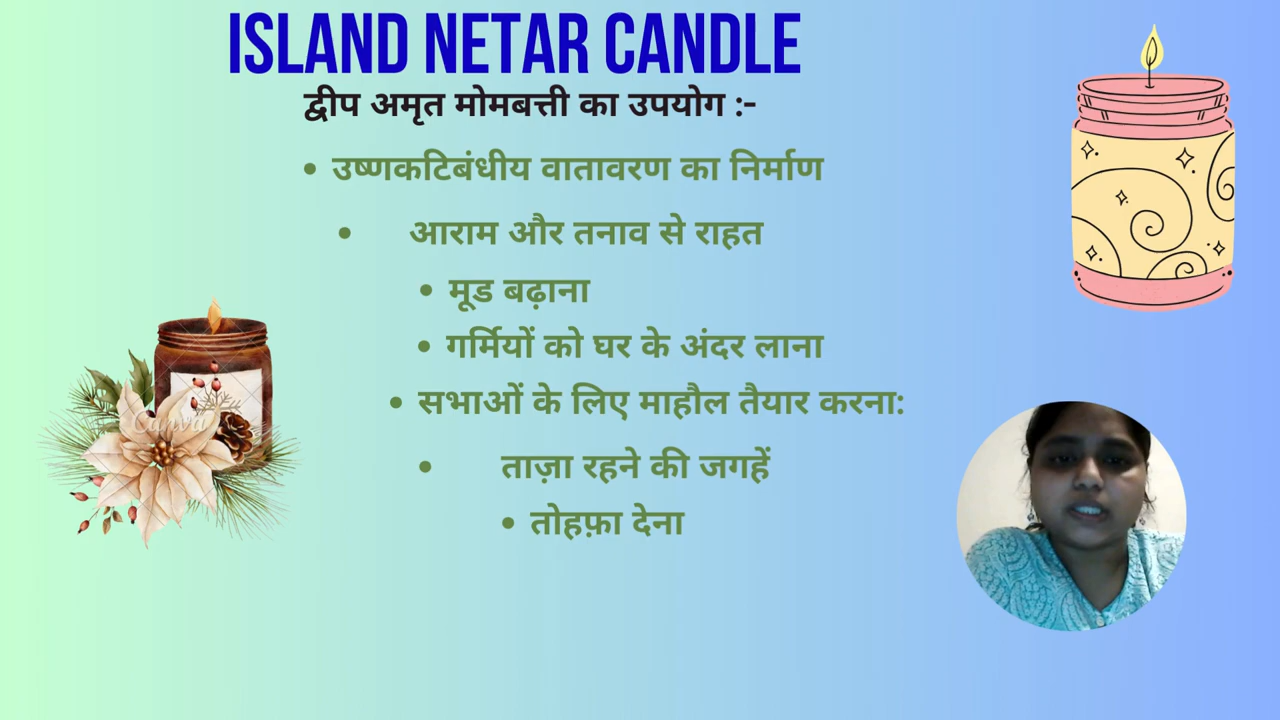 ISLAND NETAR CANDLE
द्वीप अमृत मोमबत्ती का उपयोग :-
• उष्णकटिबंधीय वातावरण का निर्माण
• आराम और तनाव से राहत
• मूड बढ़ाना
• गर्मियों को घर के अंदर लाना
• सभाओं के लिए माहौल तैयार करना:
• ताज़ा रहने की जगहें
• तोहफ़ा देना
Canva